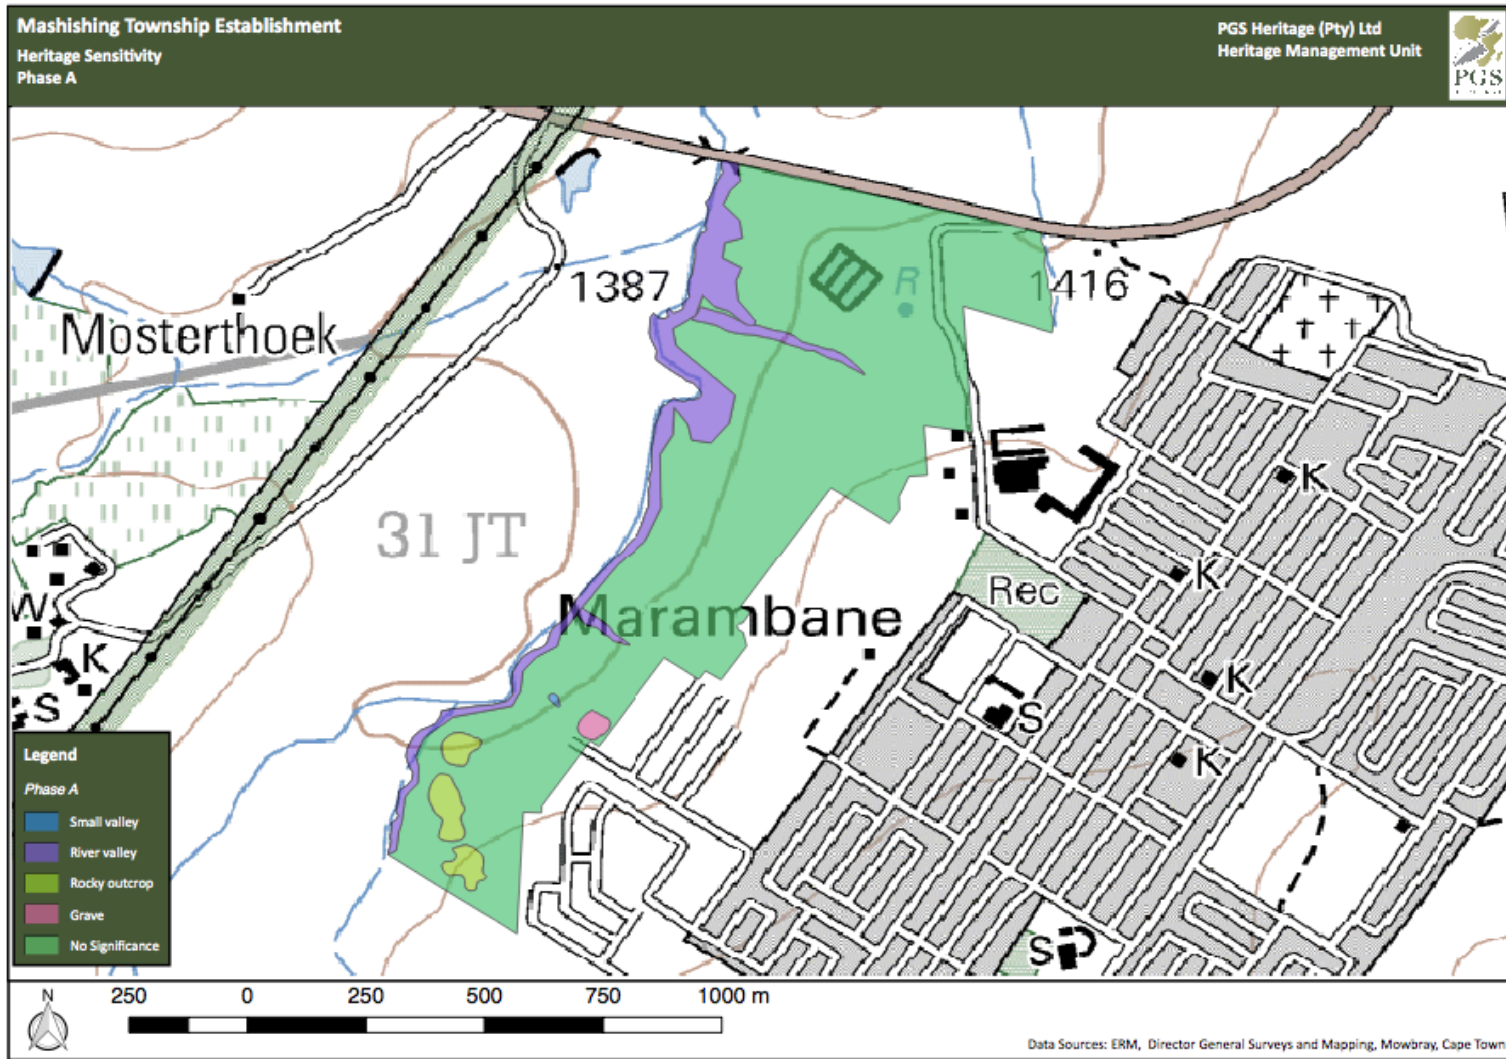 Mashishing Township Establishment
Heritage Sensitivity
Phase A
PGS Heritage (Pty) Ltd
Heritage Management Unit
PGS
1387
R
1416
Mosterthoek
K
31 JT
Rec
K
Marambane
W
K
K
S
S
K
S
Legend
Phase A
Small valley
River valley
Rocky outcrop
Grave
No Significance
N
250 0 250 500 750 1000 m
Data Sources: ERM, Director General Surveys and Mapping, Mowbray, Cape Town